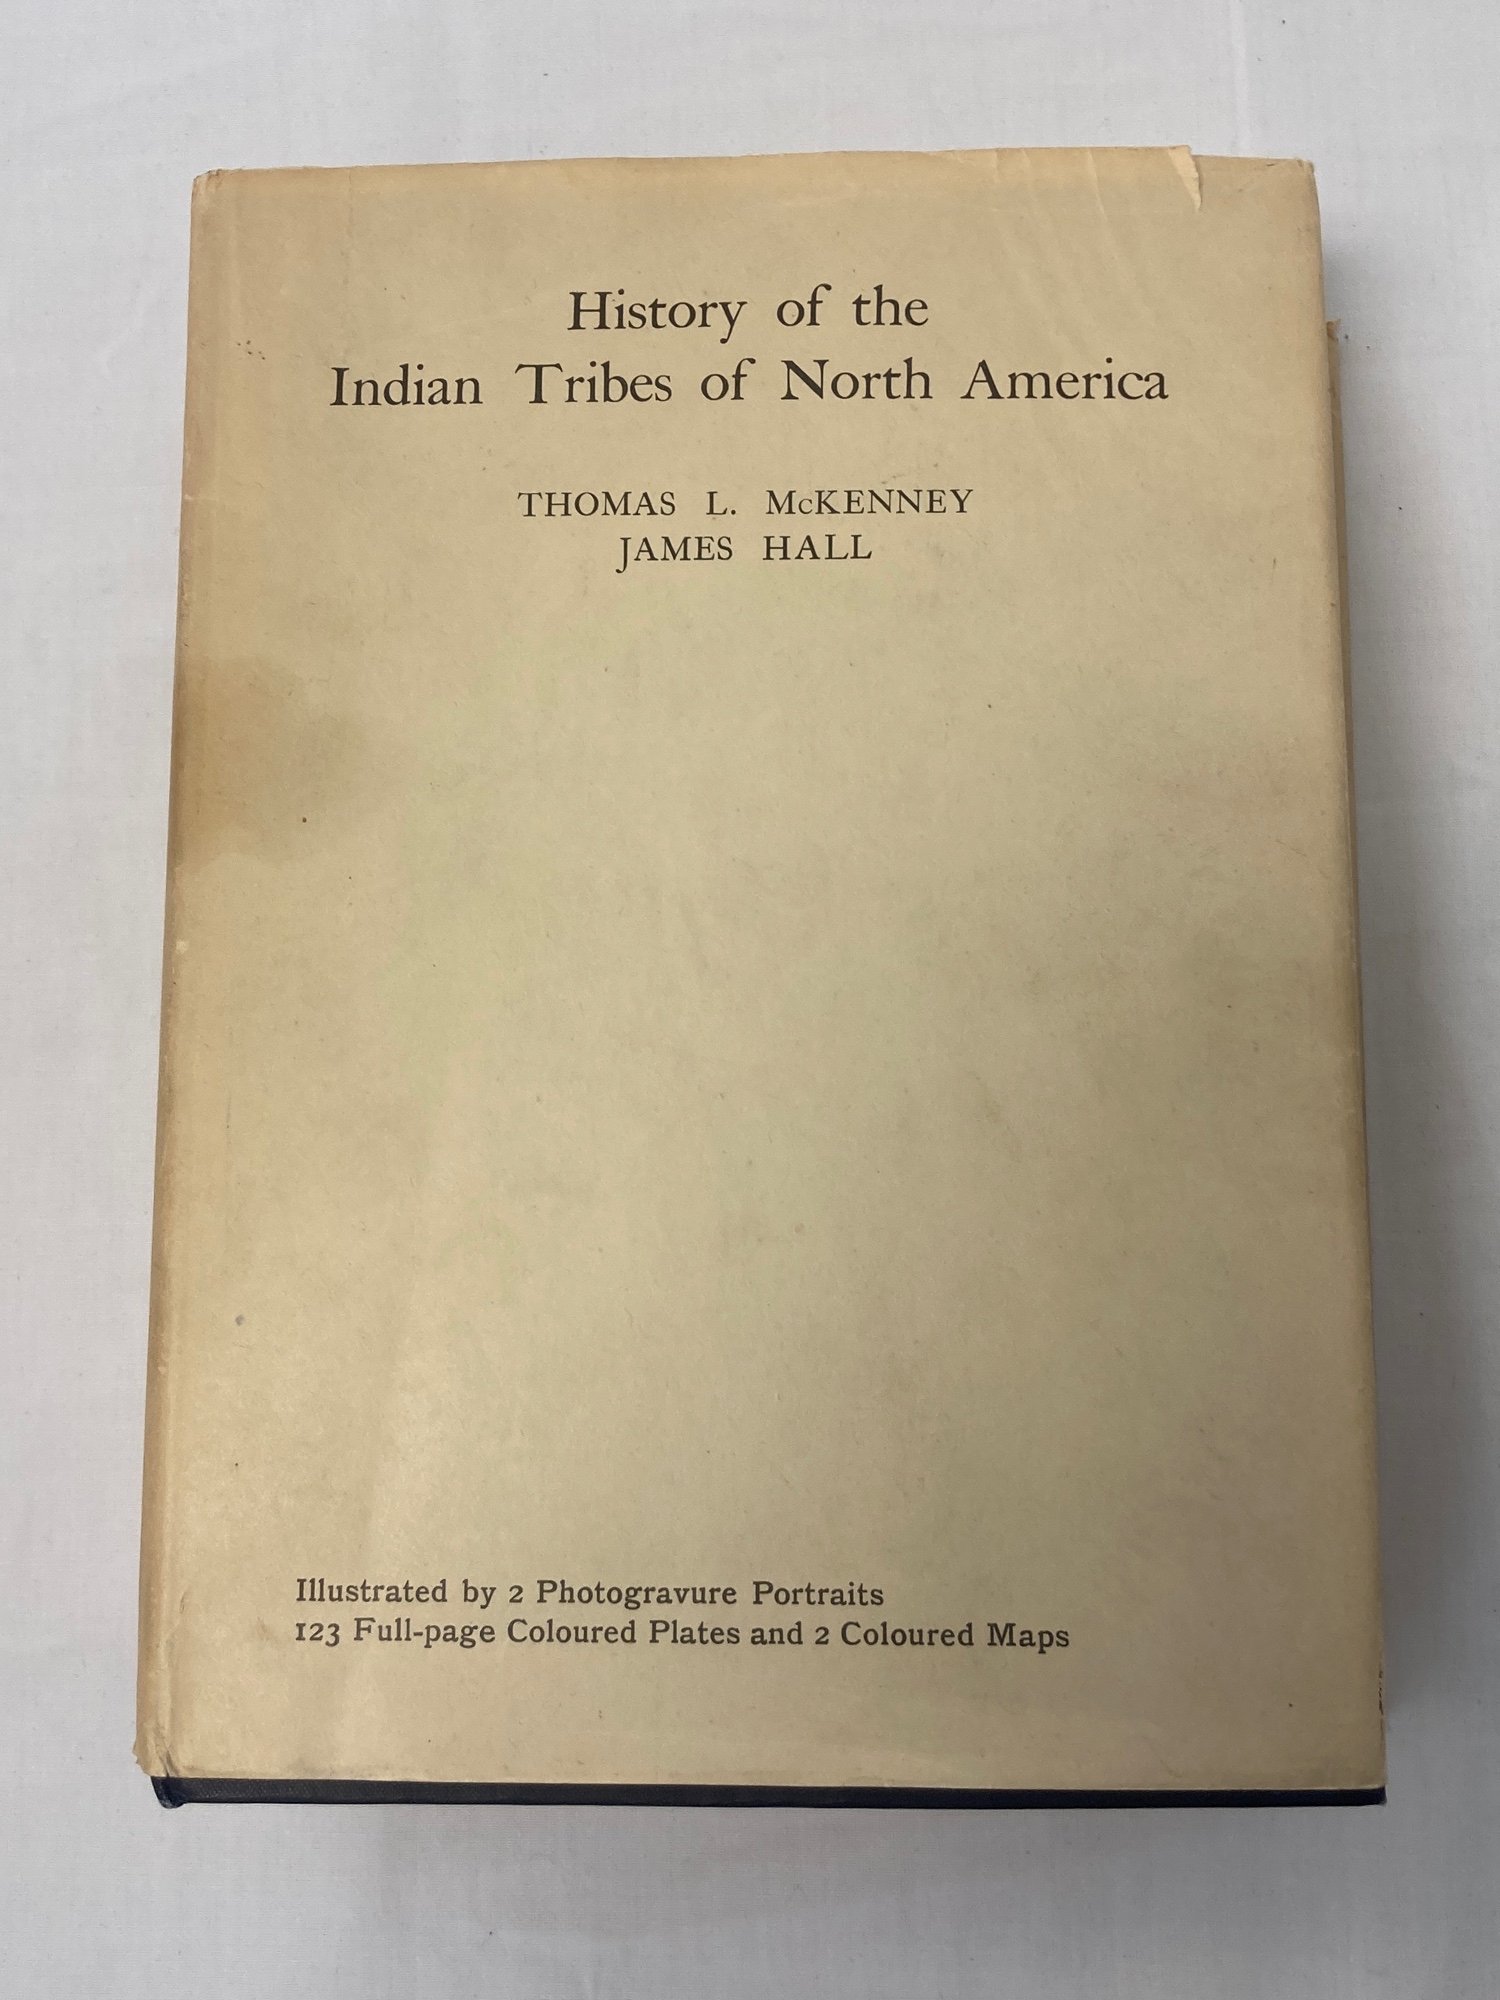 History of the
Indian Tribes of North America
THOMAS L. McKENNEY
JAMES HALL
Illustrated by 2 Photogravure Portraits
123 Full-page Coloured Plates and 2 Coloured Maps